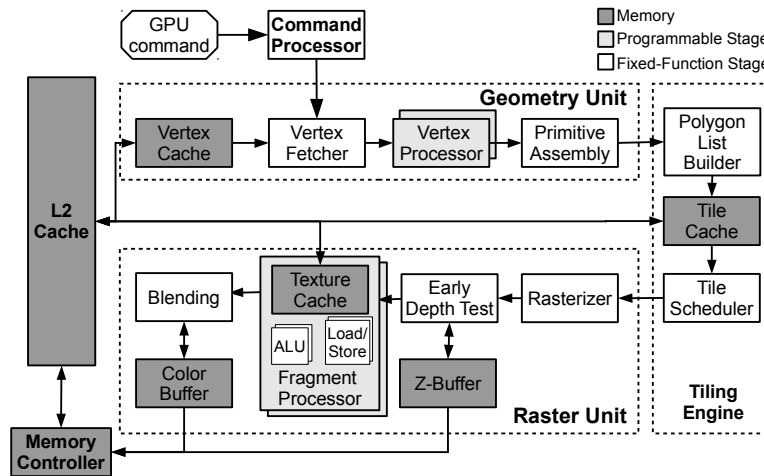 GPU
command
Command
Processor
Memory
Programmable Stage
Fixed-Function Stage
Geometry Unit
Vertex
Cache
Vertex
Fetcher
Vertex
Processor
Primitive
Assembly
Polygon
List
Builder
L2
Cache
Tile
Cache
Tile
Scheduler
Blending
Texture
Cache
Early
Depth Test
Rasterizer
ALU
Load/
Store
Fragment
Processor
Color
Buffer
Z-Buffer
Raster Unit
Tiling
Engine
Memory
Controller